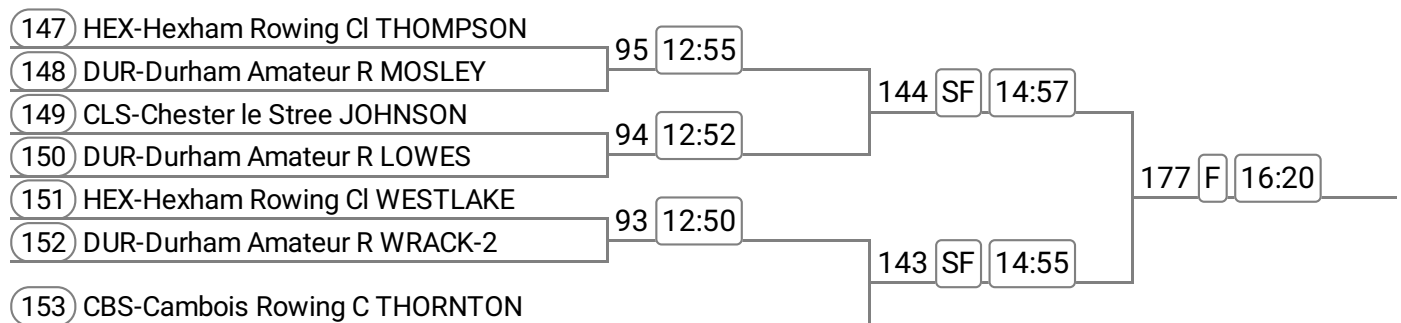 147 HEX-Hexham Rowing Cl THOMPSON
95 12:55
148 DUR-Durham Amateur R MOSLEY
144 SF 14:57
149 CLS-Chester le Stree JOHNSON
94 12:52
150 DUR-Durham Amateur R LOWES
177 F 16:20
151 HEX-Hexham Rowing Cl WESTLAKE
93 12:50
152 DUR-Durham Amateur R WRACK-2
143 SF 14:55
153 CBS-Cambois Rowing C THORNTON